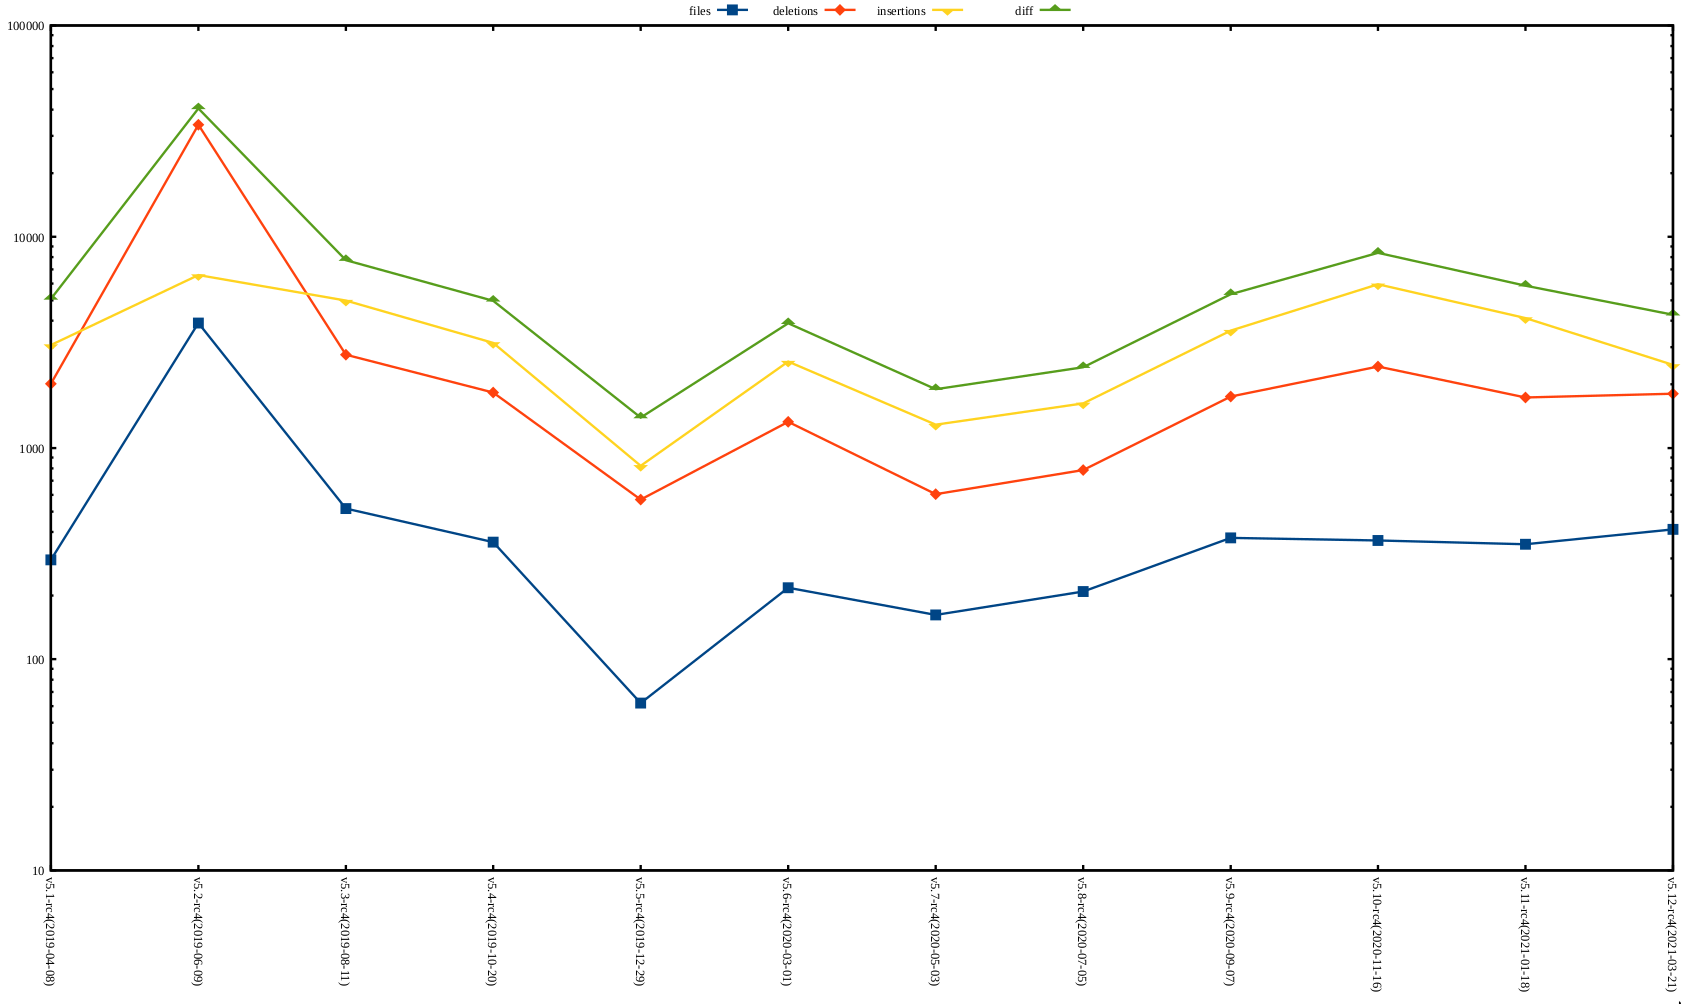 files deletions insertions diff
100000
10000
1000
100
10
v5.1-rc4(2019-04-08)
v5.2-rc4(2019-06-09)
v5.3-rc4(2019-08-11)
v5.4-rc4(2019-10-20)
v5.5-rc4(2019-12-29)
v5.6-rc4(2020-03-01)
v5.7-rc4(2020-05-03)
v5.8-rc4(2020-07-05)
v5.9-rc4(2020-09-07)
v5.10-rc4(2020-11-16)
v5.11-rc4(2021-01-18)
v5.12-rc4(2021-03-21)